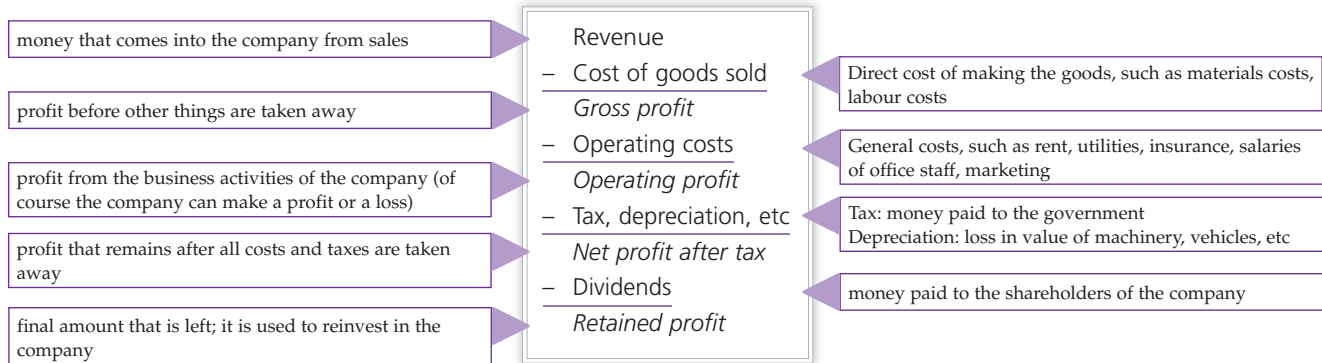 money that comes into the company from sales
profit before other things are taken away
profit from the business activities of the company (of
course the company can make a profit or a loss)
profit that remains after all costs and taxes are taken
away
final amount that is left; it is used to reinvest in the
company
Revenue
– Cost of goods sold
Gross profit
– Operating costs
Operating profit
– Tax, depreciation, etc
Net profit after tax
– Dividends
Retained profit
Direct cost of making the goods, such as materials costs,
labour costs
General costs, such as rent, utilities, insurance, salaries
of office staff, marketing
Tax: money paid to the government
Depreciation: loss in value of machinery, vehicles, etc
money paid to the shareholders of the company